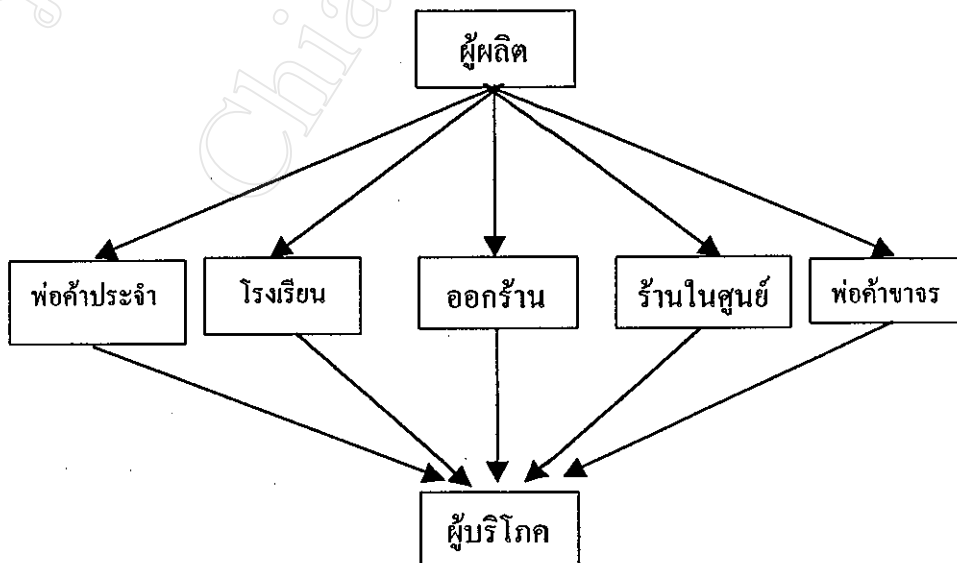 ผู้ผลิต
พ่อค้าประจำ
โรงเรียน
ออกร้าน
ร้านในศูนย์
พ่อค้าขาจร
ผู้บริโภค
Chia